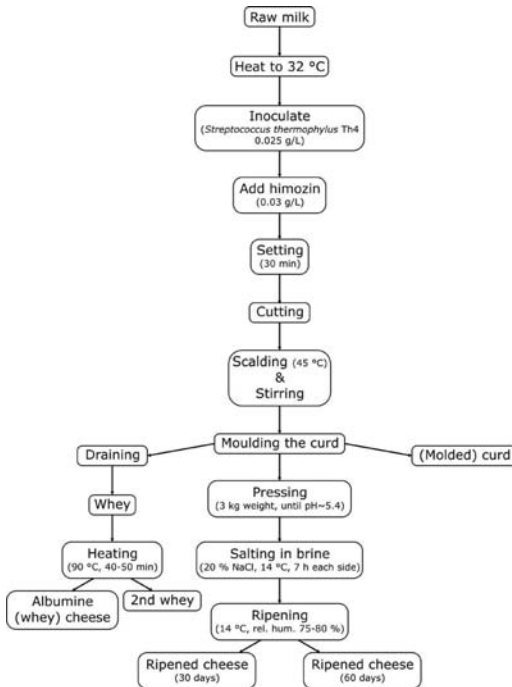 Raw milk
Heat to 32 °C
Inoculate
(Streptococcus thermophylus Th4
0.025 g/L)
Add himozin
(0.03 g/L)
Setting
(30 min)
Cutting
Scalding (45 °C)
&
Stirring
Draining
Moulding the curd
(Molded) curd
Whey
Pressing
(3 kg weight, until pH~5.4)
Heating
(90 °C, 40-50 min)
Salting in brine
(20 % NaCl, 14 °C, 7 h each side)
Albumine
(whey) cheese
2nd whey
Ripening
(14 °C, rel. hum. 75-80 %)
Ripened cheese
(30 days)
Ripened cheese
(60 days)